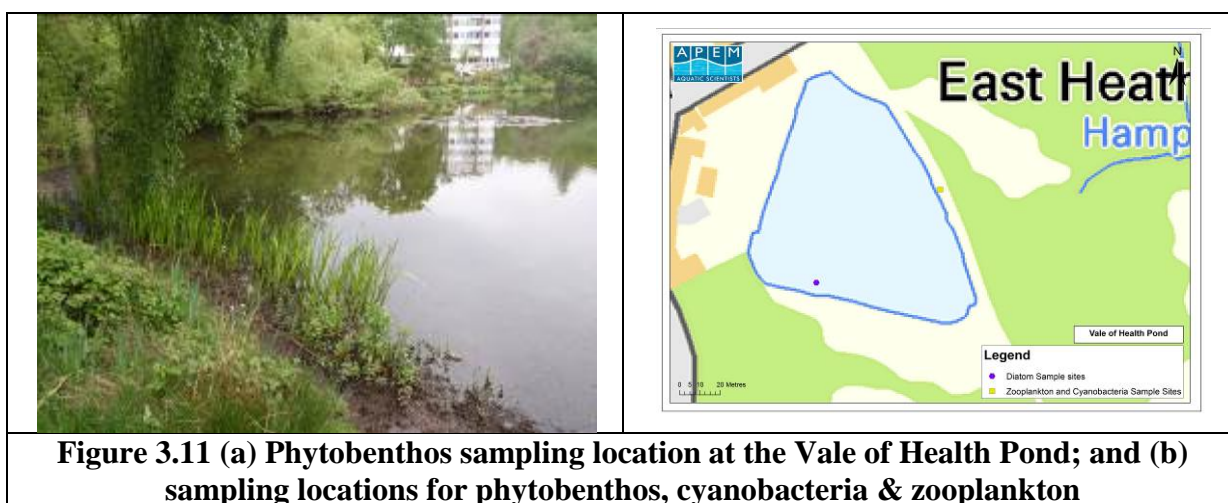 APEM
AQUATIC SCIENTISTS
N
East Heath
Hamp
Vale of Health Pond
Legend
Diatom Sample sites
Zooplankton and Cyanobacteria Sample Sites
0 5 10 20 Metres
Figure 3.11 (a) Phytobenthos sampling location at the Vale of Health Pond; and (b)
sampling locations for phytobenthos, cyanobacteria & zooplankton